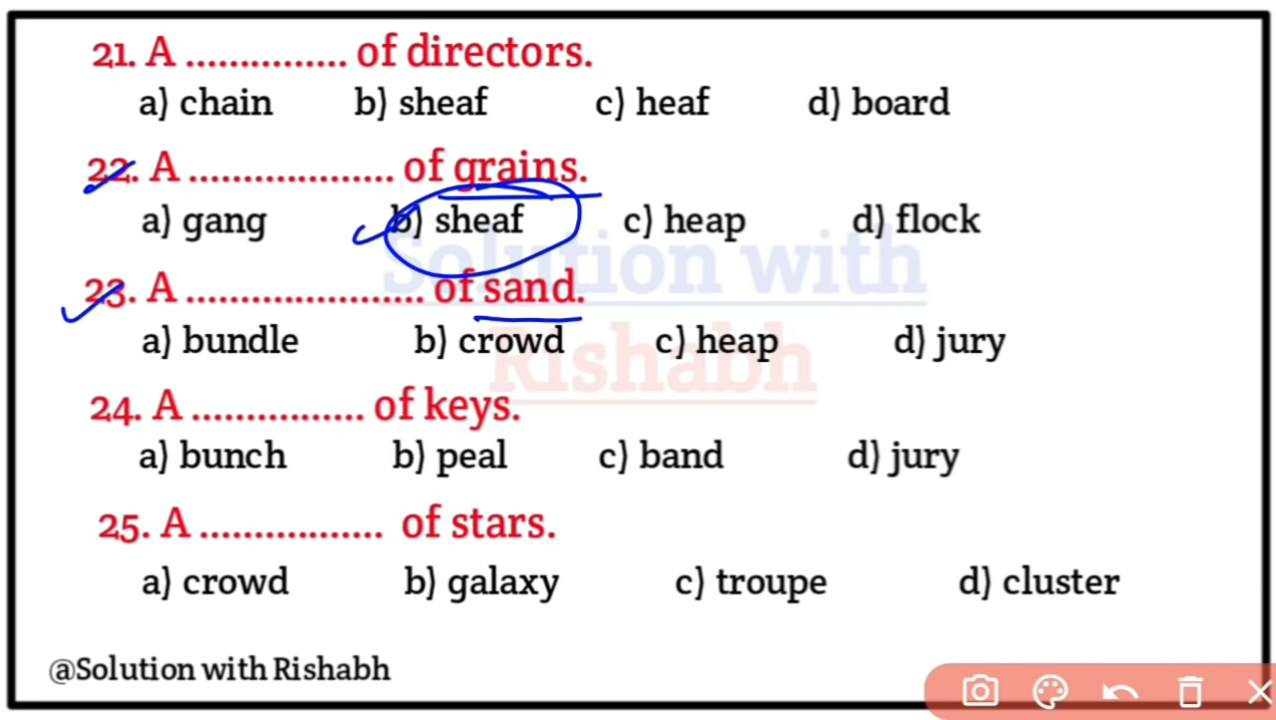 21. A ............... of directors.
a) chain b) sheaf c) heaf d) board
22. A ................... of grains.
a) gang b) sheaf c) heap d) flock
Solution with
23. A ...................... of sand.
a) bundle b) crowd c) heap d) jury
Rishabh
24. A ................ of keys.
a) bunch b) peal c) band d) jury
25. A ................. of stars.
a) crowd b) galaxy c) troupe d) cluster
@Solution with Rishabh